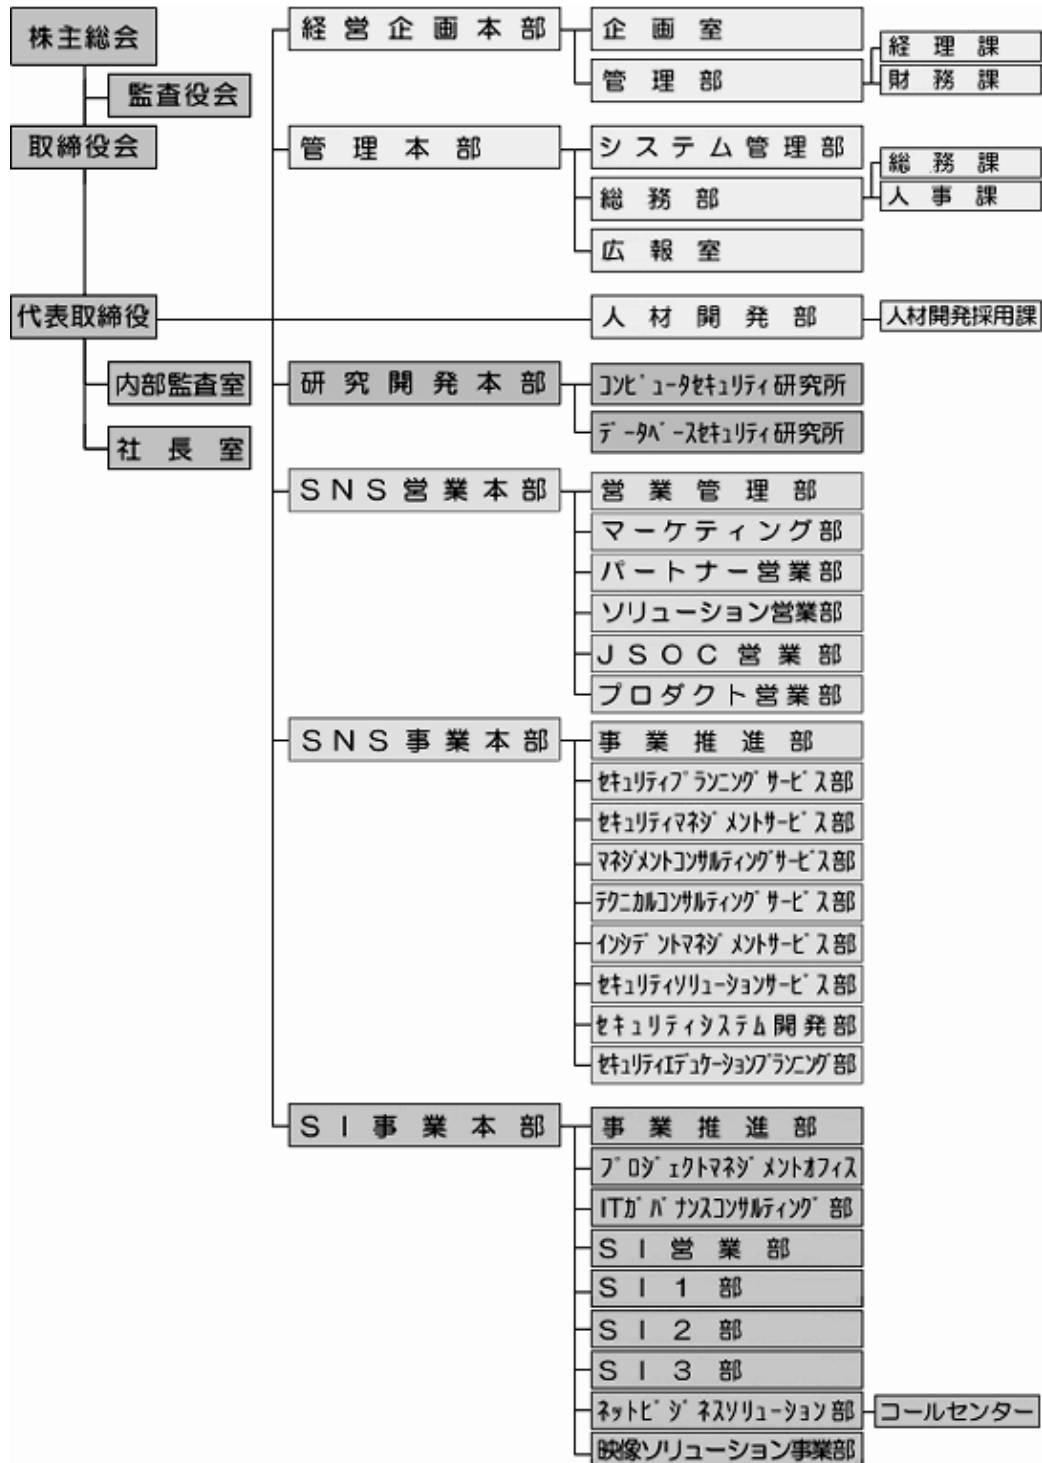 株主総会
監査役会
取締役会
代表取締役
内部監査室
社長室
経営企画本部
企画室
管理部
経理課
財務課
管理本部
システム管理部
総務部
総務課
人事課
広報室
人材開発部
人材開発採用課
研究開発本部
コンピュータセキュリティ研究所
データベースセキュリティ研究所
SNS営業本部
営業管理部
マーケティング部
パートナー営業部
ソリューション営業部
JSOC営業部
プロダクト営業部
SNS事業本部
事業推進部
セキュリティプランニングサービス部
セキュリティマネジメントサービス部
マネジメントコンサルティングサービス部
テクニカルコンサルティングサービス部
インシデントマネジメントサービス部
セキュリティソリューションサービス部
セキュリティシステム開発部
セキュリティエデュケーションプランニング部
SI事業本部
事業推進部
プロジェクトマネジメントオフィス
ITガバナンスコンサルティング部
SI営業部
SI1部
SI2部
SI3部
ネットビジネスソリューション部
コールセンター
映像ソリューション事業部